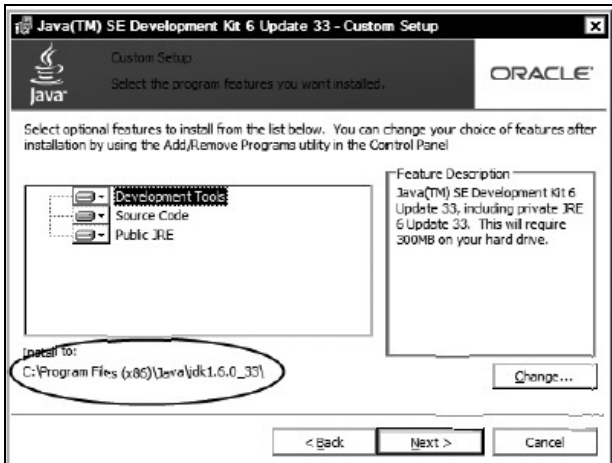 Java(TM) SE Development Kit 6 Update 33 - Custom Setup
Java
Custom Setup
Select the program features you want installed.
ORACLE
Select optional features to install from the list below. You can change your choice of features after
installation by using the Add/Remove Programs utility in the Control Panel
Development Tools
Source Code
Public JRE
Feature Description
Java(TM) SE Development Kit 6
Update 33, including private JRE
6 Update 33. This will require
300MB on your hard drive.
Install to:
C:\Program Files (x86)\Java\jdk1.6.0_33\
Change...
< Back
Next >
Cancel